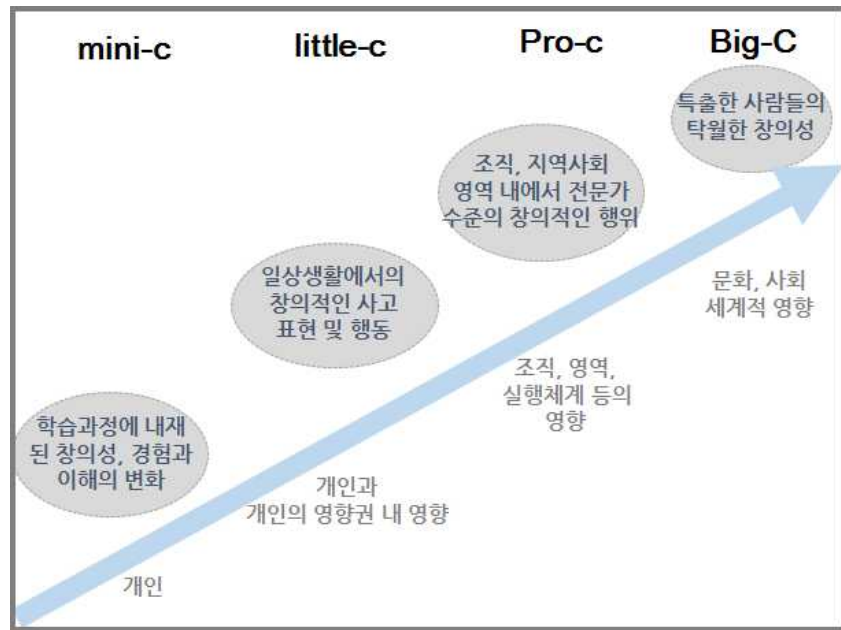 mini-c
little-c
Pro-c
Big-C
특출한 사람들의
탁월한 창의성
조직, 지역사회
영역 내에서 전문가
수준의 창의적인 행위
일상생활에서의
창의적인 사고
표현 및 행동
학습과정에 내재
된 창의성, 경험과
이해의 변화
문화, 사회
세계적 영향
조직, 영역,
실행체계 등의
영향
개인과
개인의 영향권 내 영향
개인